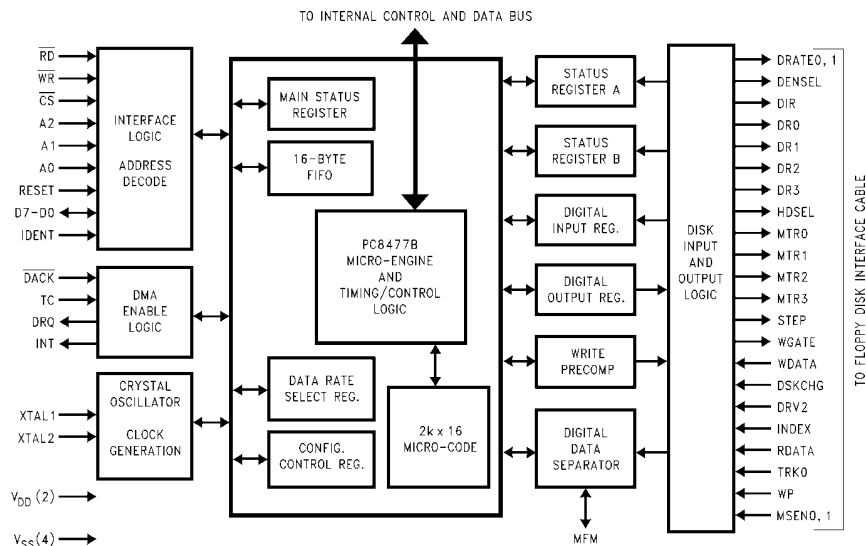 TO INTERNAL CONTROL AND DATA BUS
RD
WR
CS
A2
A1
A0
RESET
D7-D0
IDENT
INTERFACE
LOGIC
ADDRESS
DECODE
DACK
TC
DRQ
INT
DMA
ENABLE
LOGIC
XTAL1
XTAL2
CRYSTAL
OSCILLATOR
CLOCK
GENERATION
VDD (2)
VSS(4)
MAIN STATUS
REGISTER
16-BYTE
FIFO
PC8477B
MICRO-ENGINE
AND
TIMING/CONTROL
LOGIC
DATA RATE
SELECT REG.
CONFIG.
CONTROL REG.
2k x 16
MICRO-CODE
STATUS
REGISTER A
STATUS
REGISTER B
DIGITAL
INPUT REG.
DIGITAL
OUTPUT REG.
WRITE
PRECOMP
DIGITAL
DATA
SEPARATOR
MFM
DISK
INPUT
AND
OUTPUT
LOGIC
DRATE0, 1
DENSEL
DIR
DR0
DR1
DR2
DR3
HDSEL
MTR0
MTR1
MTR2
MTR3
STEP
WGATE
WDATA
DSKCHG
DRV2
INDEX
RDATA
TRK0
WP
MSEN0, 1
TO FLOPPY DISK INTERFACE CABLE